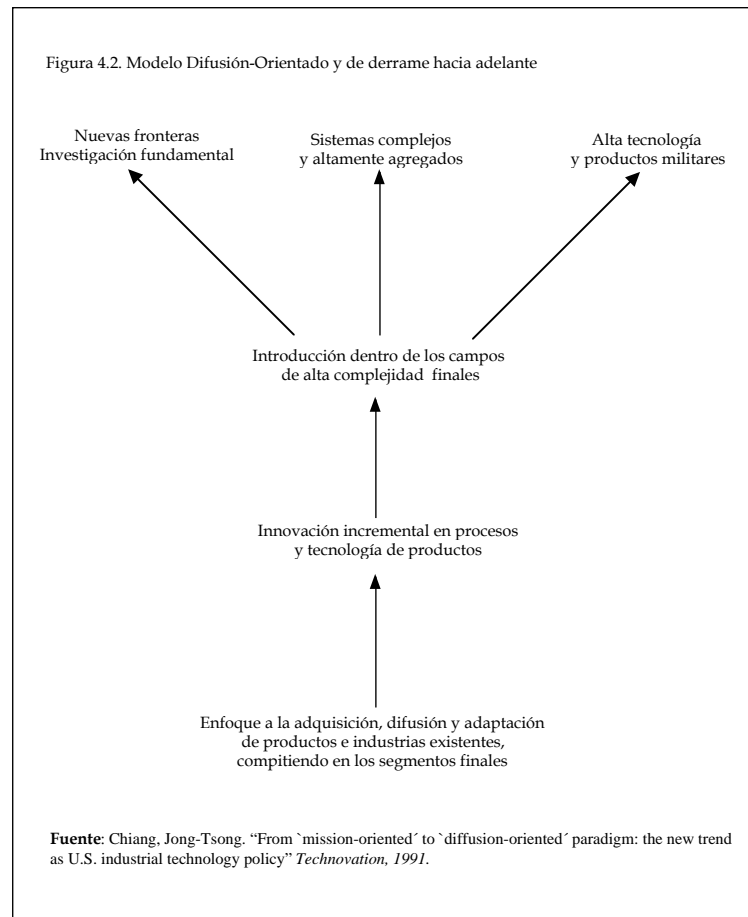 Figura 4.2. Modelo Difusión-Orientado y de derrame hacia adelante
Nuevas fronteras
Investigación fundamental
Sistemas complejos
y altamente agregados
Alta tecnología
y productos militares
Introducción dentro de los campos
de alta complejidad finales
Innovación incremental en procesos
y tecnología de productos
Enfoque a la adquisición, difusión y adaptación
de productos e industrias existentes,
compitiendo en los segmentos finales
Fuente: Chiang, Jong-Tsong. “From `mission-oriented´ to `diffusion-oriented´ paradigm: the new trend
as U.S. industrial technology policy” Technovation, 1991.